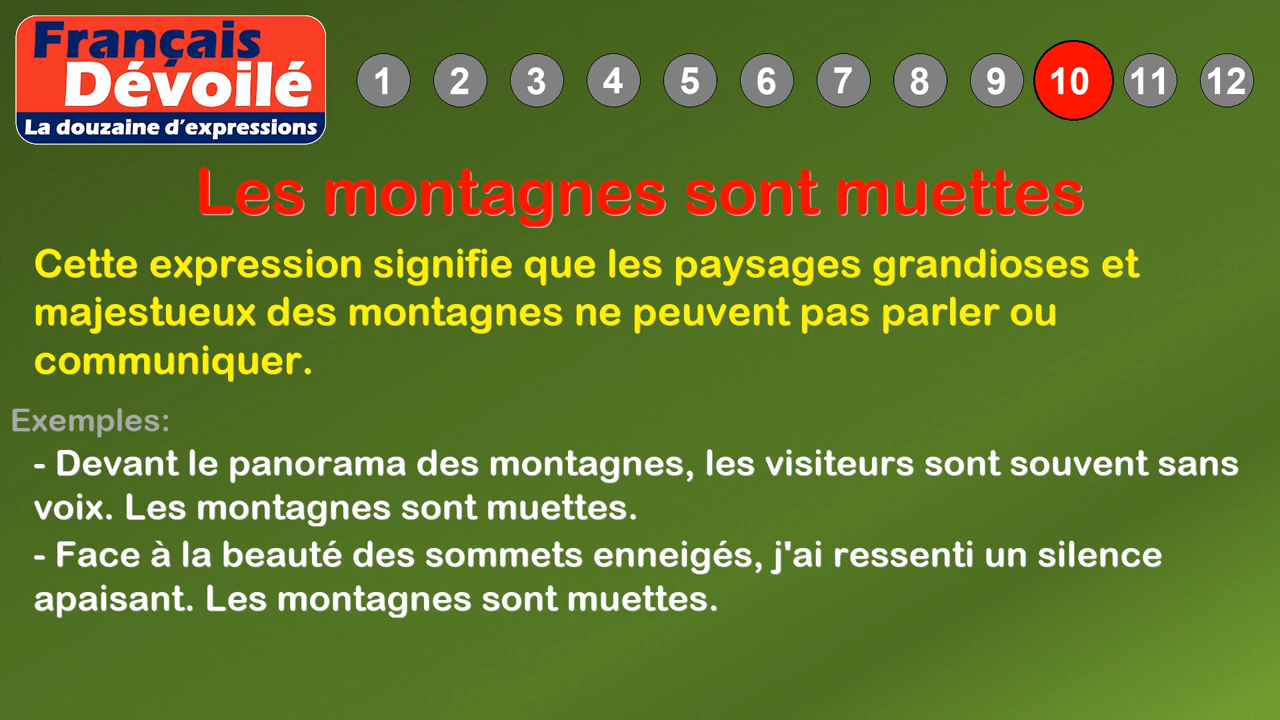 Français
Dévoilé
La douzaine d'expressions
1 2 3 4 5 6 7 8 9 10 11 12
Les montagnes sont muettes
Cette expression signifie que les paysages grandioses et
majestueux des montagnes ne peuvent pas parler ou
communiquer.
Exemples:
- Devant le panorama des montagnes, les visiteurs sont souvent sans
voix. Les montagnes sont muettes.
- Face à la beauté des sommets enneigés, j'ai ressenti un silence
apaisant. Les montagnes sont muettes.